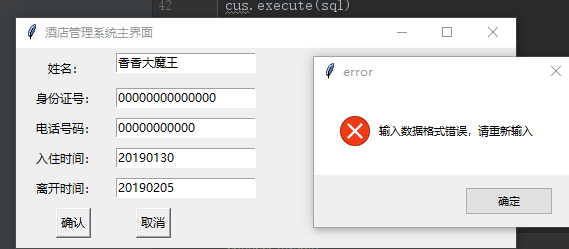 42 cus.execute(sql)
酒店管理系统主界面
error
姓名： 香香大魔王
身份证号： 00000000000000
电话号码： 00000000000
入住时间： 20190130
离开时间： 20190205
确认 取消
输入数据格式错误，请重新输入
确定